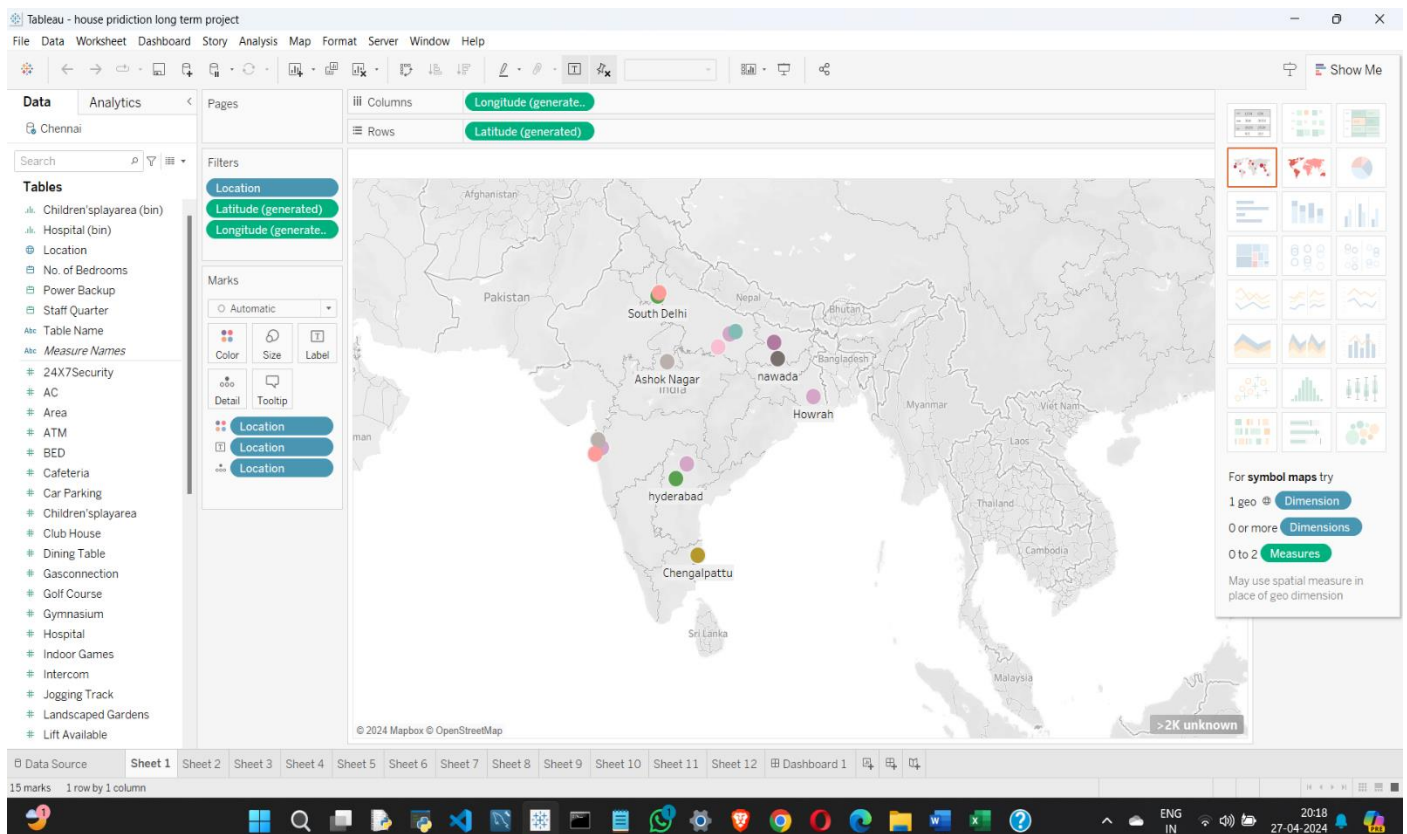 Tableau - house pridiction long term project
File Data Worksheet Dashboard Story Analysis Map Format Server Window Help
Show Me
Data Analytics
Chennai
Search
Tables
Children'splayarea (bin)
Hospital (bin)
Location
No. of Bedrooms
Power Backup
Staff Quarter
Abc Table Name
Abc Measure Names
# 24X7Security
# AC
# Area
# ATM
# BED
# Cafeteria
# Car Parking
# Children'splayarea
# Club House
# Dining Table
# Gasconnection
# Golf Course
# Gymnasium
# Hospital
# Indoor Games
# Intercom
# Jogging Track
# Landscaped Gardens
# Lift Available
Pages
Filters
Location
Latitude (generated)
Longitude (generate..
Marks
Automatic
Color Size Label
Detail Tooltip
Location
Location
Location
Columns Longitude (generate..
Rows Latitude (generated)
Afghanistan
Pakistan
Nepal
Bhutan
South Delhi
Bangladesh
Ashok Nagar
India
nawada
Howrah
Myanmar
Viet Nam
man
Laos
hyderabad
Thailand
Cambodia
Chengalpattu
Sri Lanka
Malaysia
© 2024 Mapbox © OpenStreetMap
>2K unknown
For symbol maps try
1 geo Dimension
0 or more Dimensions
0 to 2 Measures
May use spatial measure in
place of geo dimension
Data Source Sheet 1 Sheet 2 Sheet 3 Sheet 4 Sheet 5 Sheet 6 Sheet 7 Sheet 8 Sheet 9 Sheet 10 Sheet 11 Sheet 12 Dashboard 1
15 marks 1 row by 1 column
1
1
ENG
IN
20:18
27-04-2024